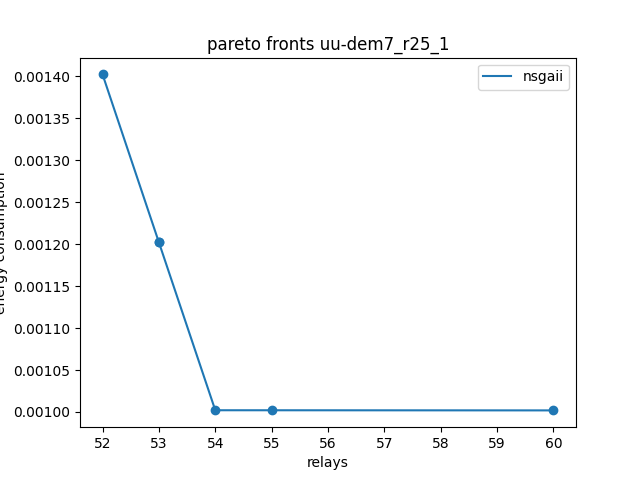 pareto fronts uu-dem7_r25_1
nsgaii
0.00140
0.00135
0.00130
0.00125
0.00120
0.00115
0.00110
0.00105
0.00100
energy consumption
52 53 54 55 56 57 58 59 60
relays